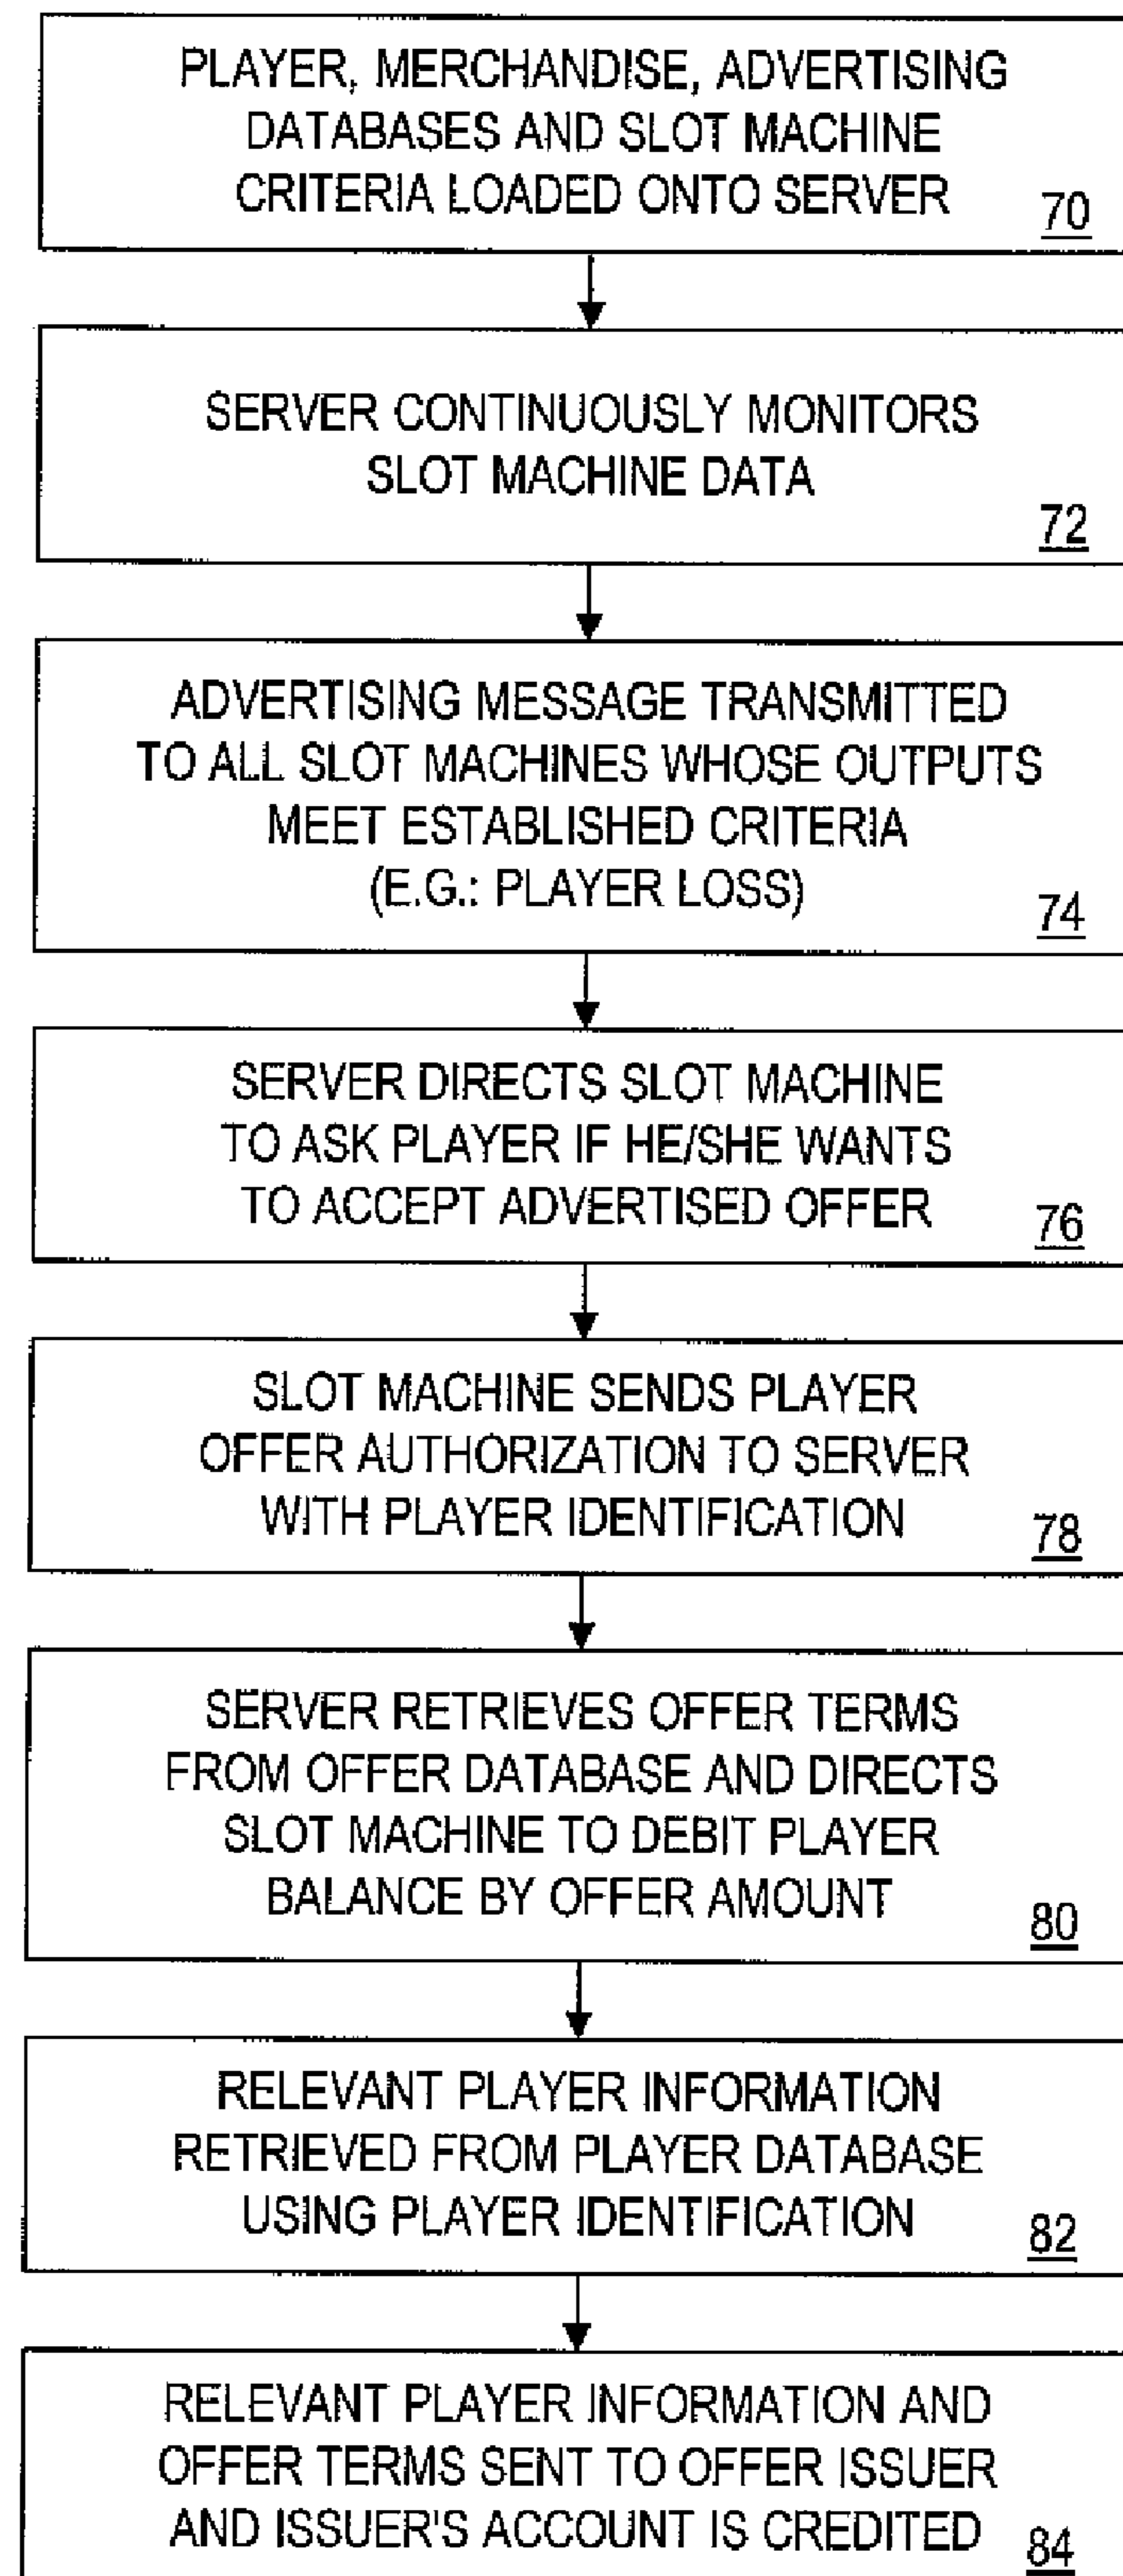 PLAYER, MERCHANDISE, ADVERTISING
DATABASES AND SLOT MACHINE
CRITERIA LOADED ONTO SERVER
70
SERVER CONTINUOUSLY MONITORS
SLOT MACHINE DATA
72
ADVERTISING MESSAGE TRANSMITTED
TO ALL SLOT MACHINES WHOSE OUTPUTS
MEET ESTABLISHED CRITERIA
(E.G.: PLAYER LOSS)
74
SERVER DIRECTS SLOT MACHINE
TO ASK PLAYER IF HE/SHE WANTS
TO ACCEPT ADVERTISED OFFER
76
SLOT MACHINE SENDS PLAYER
OFFER AUTHORIZATION TO SERVER
WITH PLAYER IDENTIFICATION
78
SERVER RETRIEVES OFFER TERMS
FROM OFFER DATABASE AND DIRECTS
SLOT MACHINE TO DEBIT PLAYER
BALANCE BY OFFER AMOUNT
80
RELEVANT PLAYER INFORMATION
RETRIEVED FROM PLAYER DATABASE
USING PLAYER IDENTIFICATION
82
RELEVANT PLAYER INFORMATION AND
OFFER TERMS SENT TO OFFER ISSUER
AND ISSUER'S ACCOUNT IS CREDITED
84